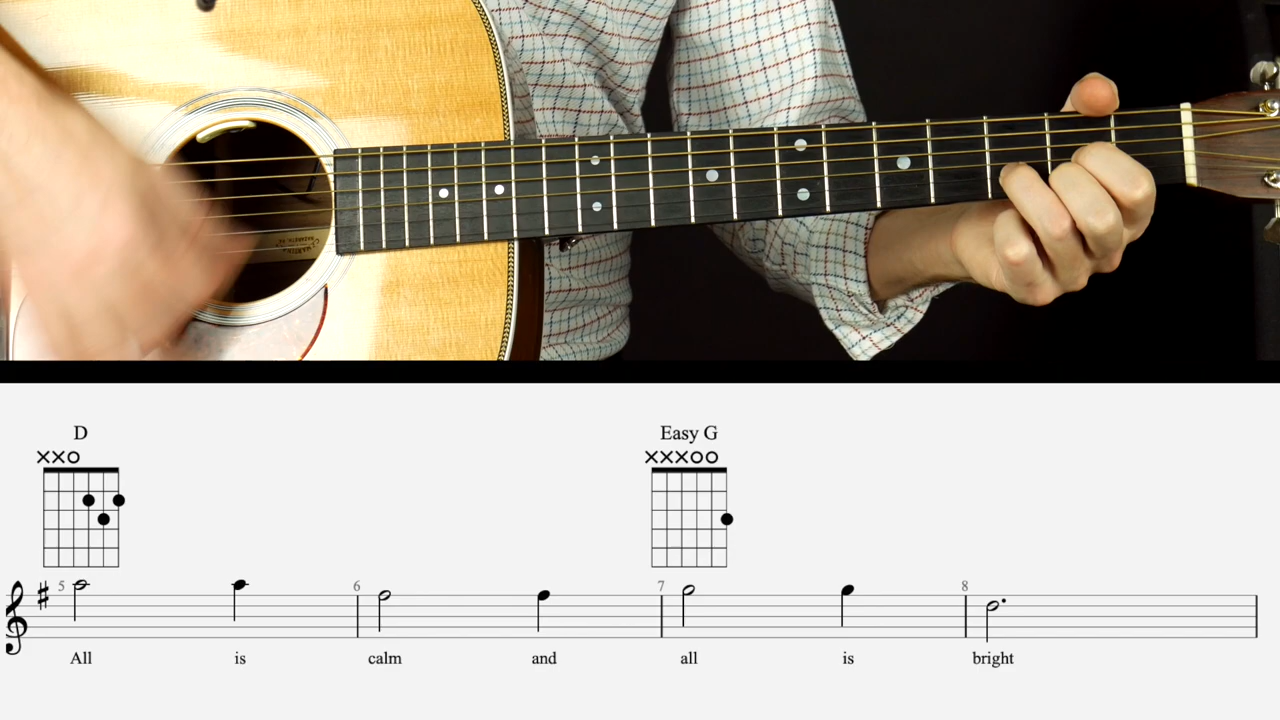 D
Easy G
××○
×××○○
5 6 7 8
All is calm and all is bright